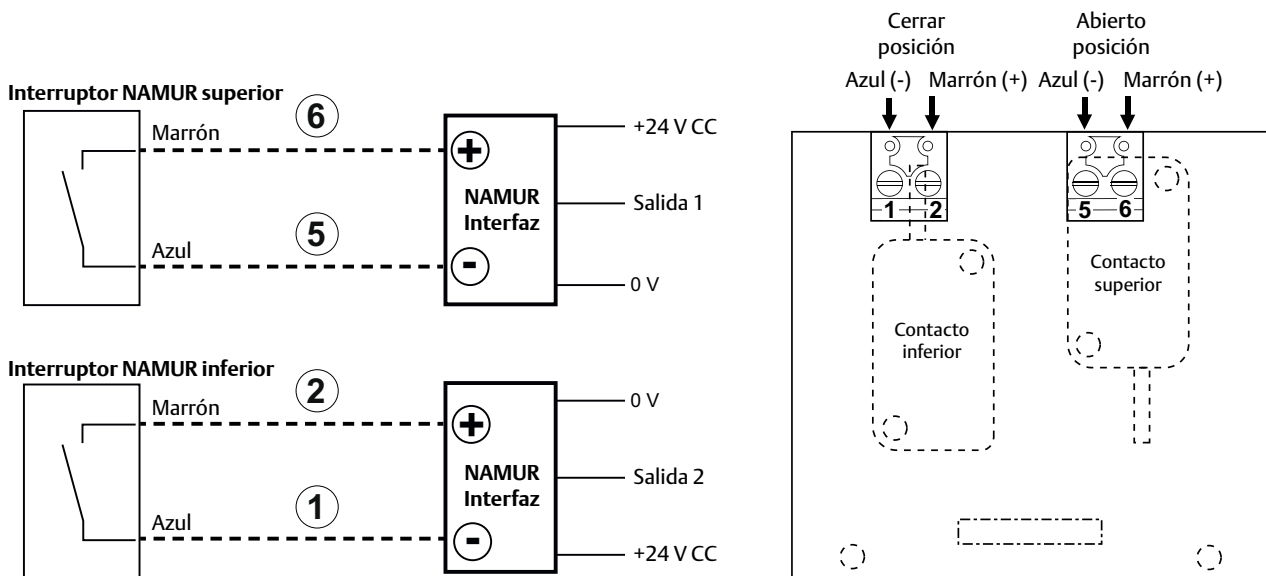 Interruptor NAMUR superior
Marrón
6
+
+24 V CC
NAMUR
Interfaz
Salida 1
Azul
5
-
0 V
Interruptor NAMUR inferior
Marrón
2
+
0 V
NAMUR
Interfaz
Salida 2
Azul
1
-
+24 V CC
Cerrar
posición
Abierto
posición
Azul (-)
Marrón (+)
Azul (-)
Marrón (+)
1
2
5
6
Contacto
superior
Contacto
inferior